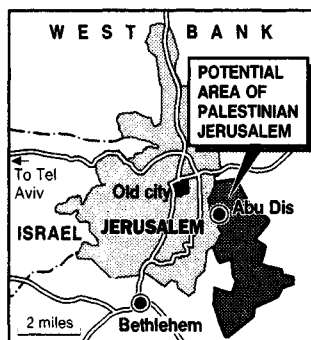 WEST BANK
POTENTIAL
AREA OF
PALESTINIAN
JERUSALEM
To Tel
Aviv
Old city
Abu Dis
ISRAEL
JERUSALEM
2 miles
Bethlehem